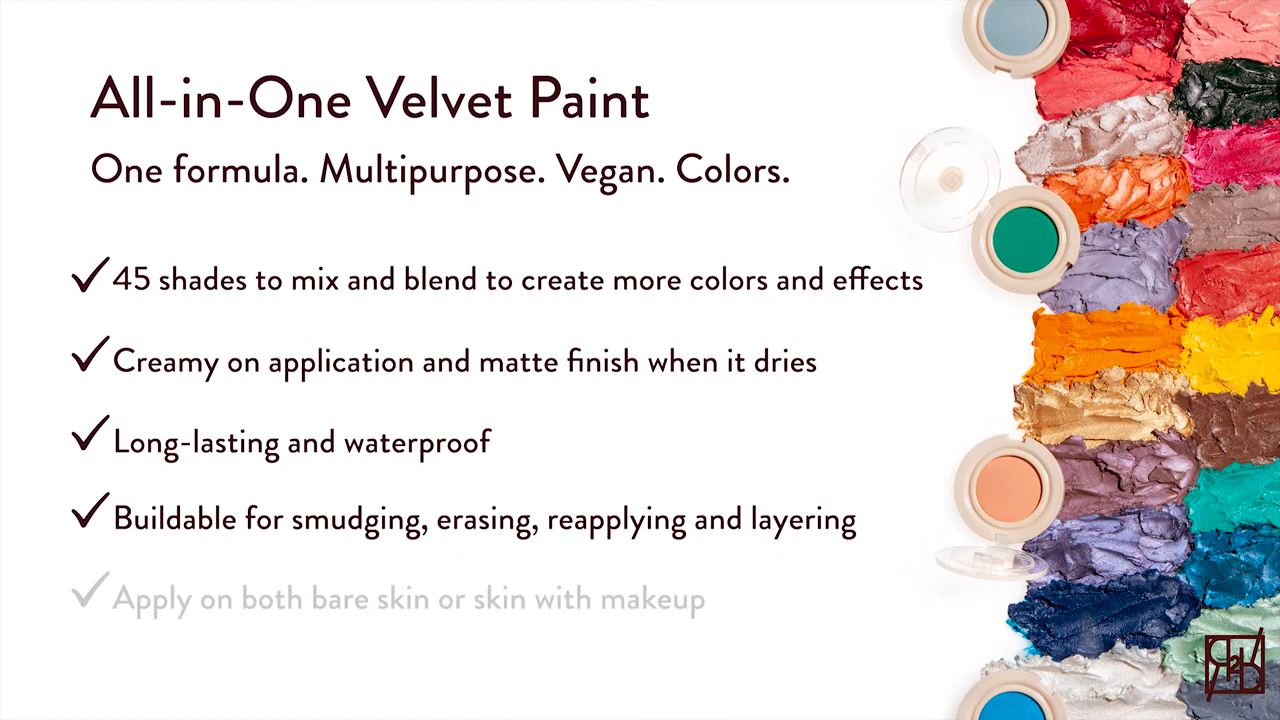 All-in-One Velvet Paint
One formula. Multipurpose. Vegan. Colors.
45 shades to mix and blend to create more colors and effects
Creamy on application and matte finish when it dries
Long-lasting and waterproof
Buildable for smudging, erasing, reapplying and layering
Apply on both bare skin or skin with makeup